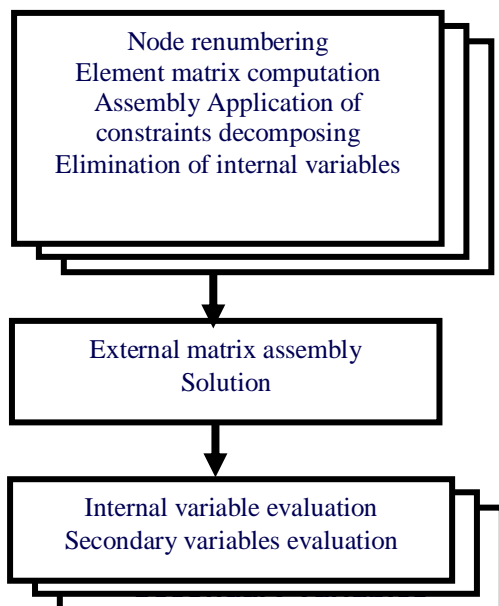 Node renumbering
Element matrix computation
Assembly Application of
constraints decomposing
Elimination of internal variables
External matrix assembly
Solution
Internal variable evaluation
Secondary variables evaluation